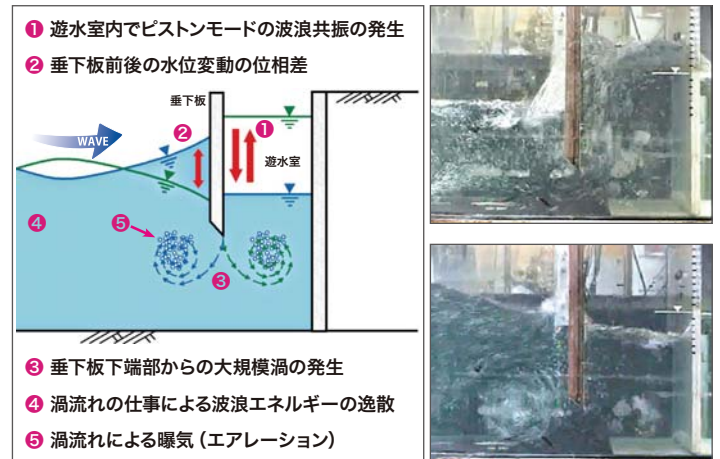 ❶ 遊水室内でピストンモードの波浪共振の発生
❷ 垂下板前後の水位変動の位相差
垂下板
❶
❷
WAVE
遊水室
❹
❺
❸
❸ 垂下板下端部からの大規模渦の発生
❹ 渦流れの仕事による波浪エネルギーの逸散
❺ 渦流れによる曝気（エアレーション）